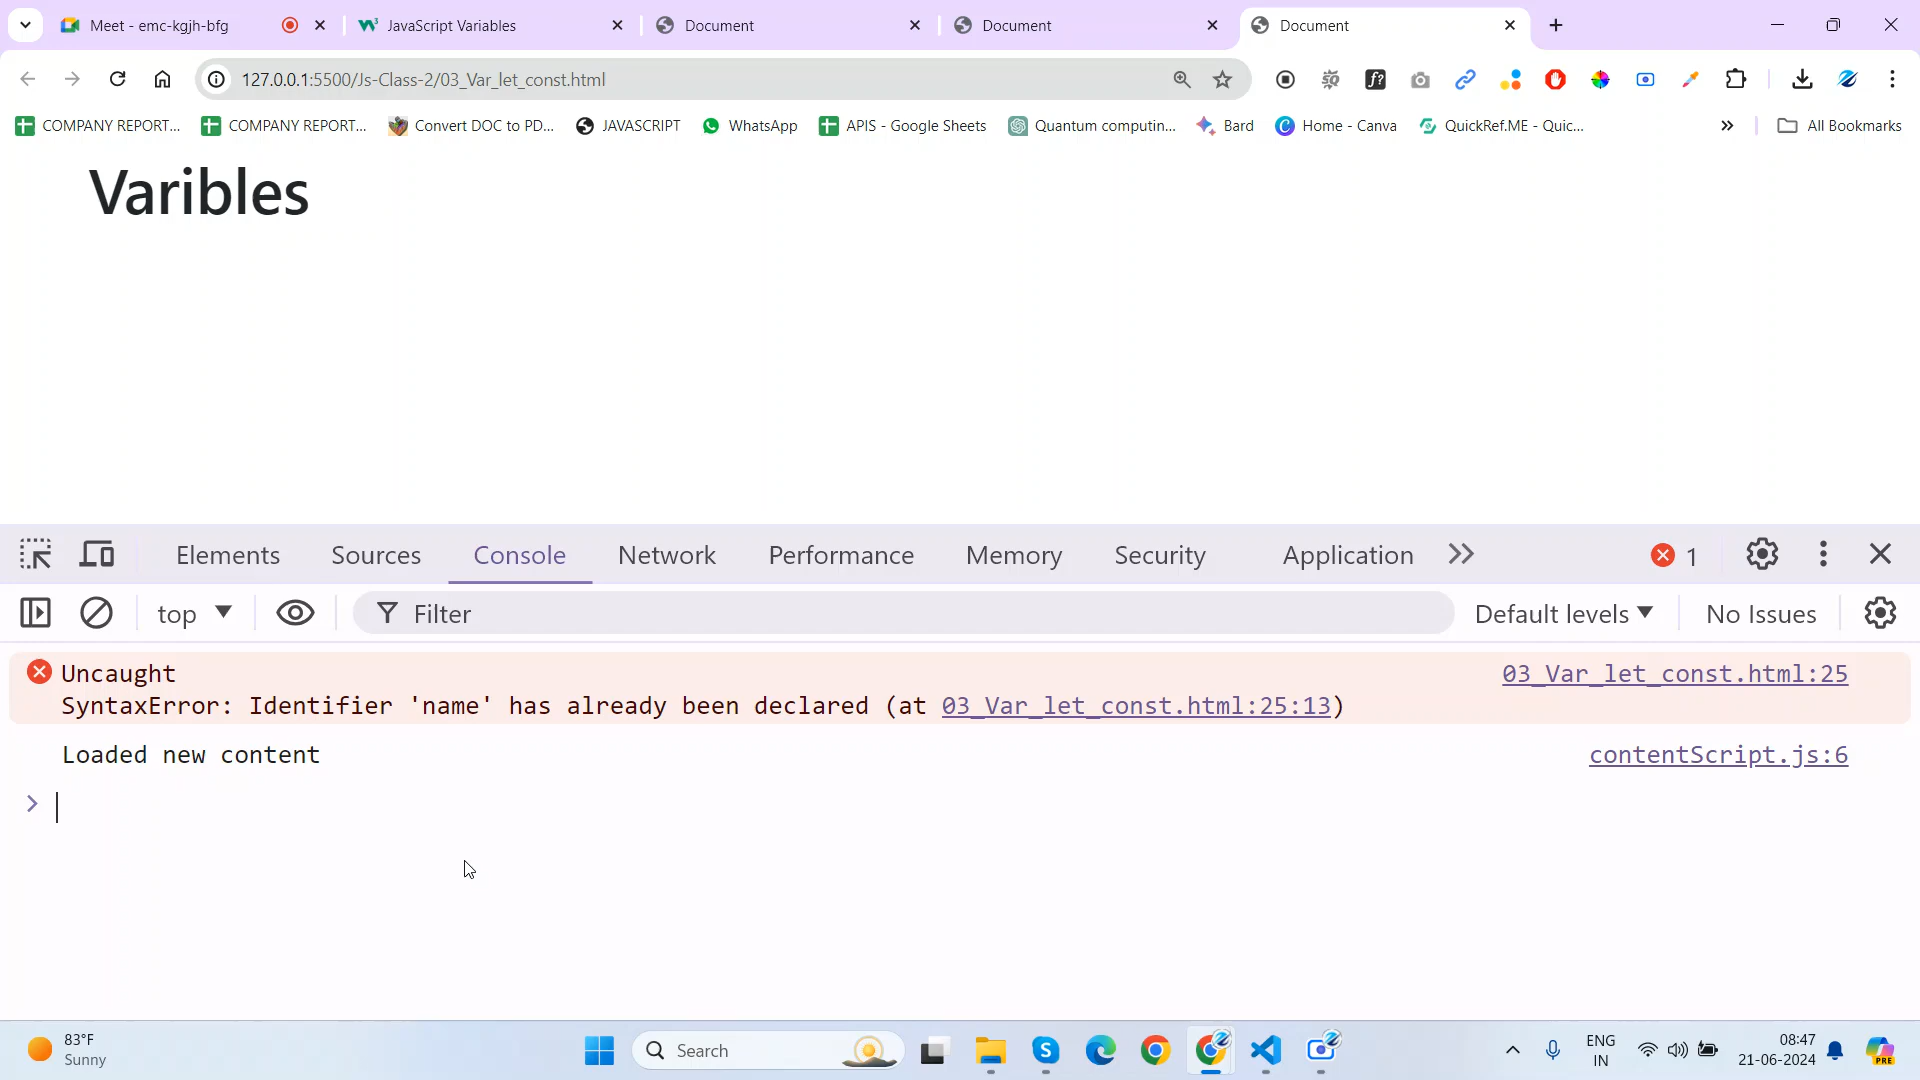 Meet - emc-kgjh-bfg
JavaScript Variables
Document
Document
Document
127.0.0.1:5500/Js-Class-2/03_Var_let_const.html
COMPANY REPORT...
COMPANY REPORT...
Convert DOC to PD...
JAVASCRIPT
WhatsApp
APIS - Google Sheets
Quantum computin...
Bard
Home - Canva
QuickRef.ME - Quic...
All Bookmarks
Varibles
Elements
Sources
Console
Network
Performance
Memory
Security
Application
1
top
Filter
Default levels
No Issues
Uncaught
03_Var_let_const.html:25
SyntaxError: Identifier 'name' has already been declared (at 03_Var_let_const.html:25:13)
Loaded new content
contentScript.js:6
83°F
Sunny
Search
ENG
IN
08:47
21-06-2024
PRE